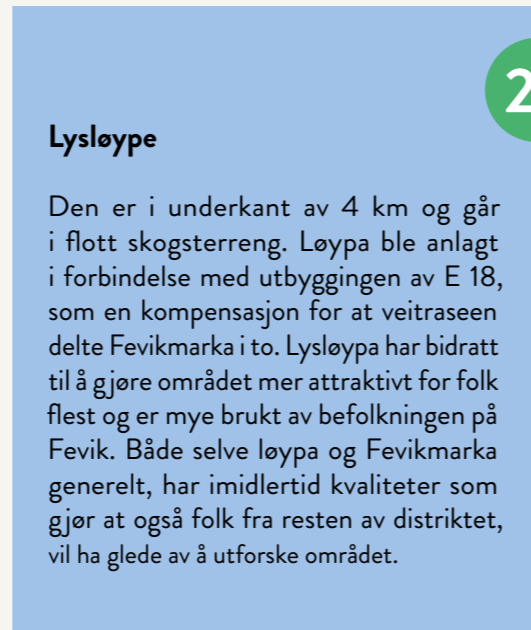 2
Lysløype
Den er i underkant av 4 km og går
i flott skogsterreng. Løypa ble anlagt
i forbindelse med utbyggingen av E 18,
som en kompensasjon for at veitraseen
delte Fevikmarka i to. Lysløypa har bidratt
til å gjøre området mer attraktivt for folk
flest og er mye brukt av befolkningen på
Fevik. Både selve løypa og Fevikmarka
generelt, har imidlertid kvaliteter som
gjør at også folk fra resten av distriktet,
vil ha glede av å utforske området.